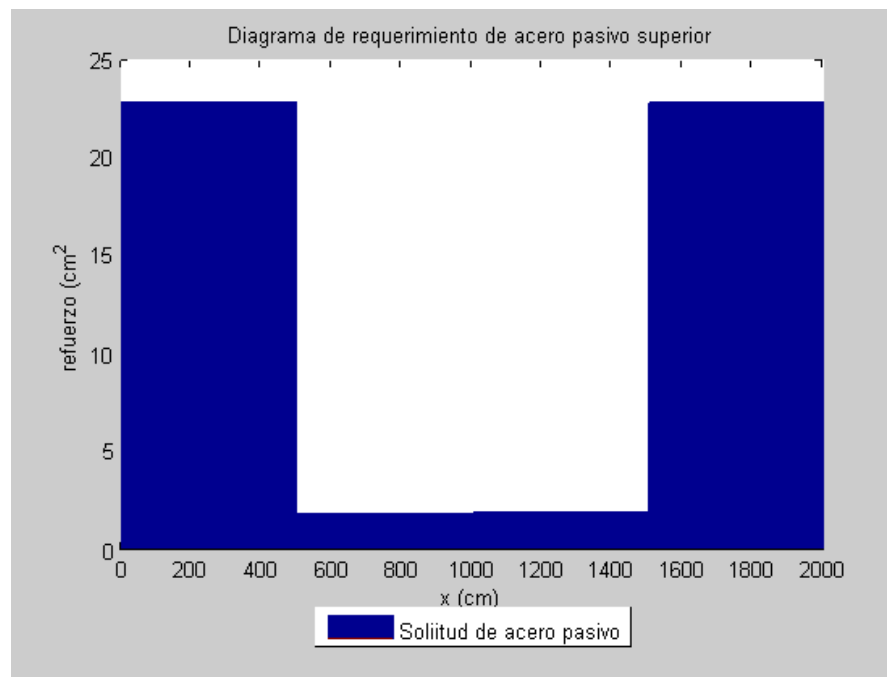 Diagrama de requerimiento de acero pasivo superior
25
20
15
10
5
0
refuerzo (cm2
0 200 400 600 800 1000 1200 1400 1600 1800 2000
x (cm)
Soliitud de acero pasivo